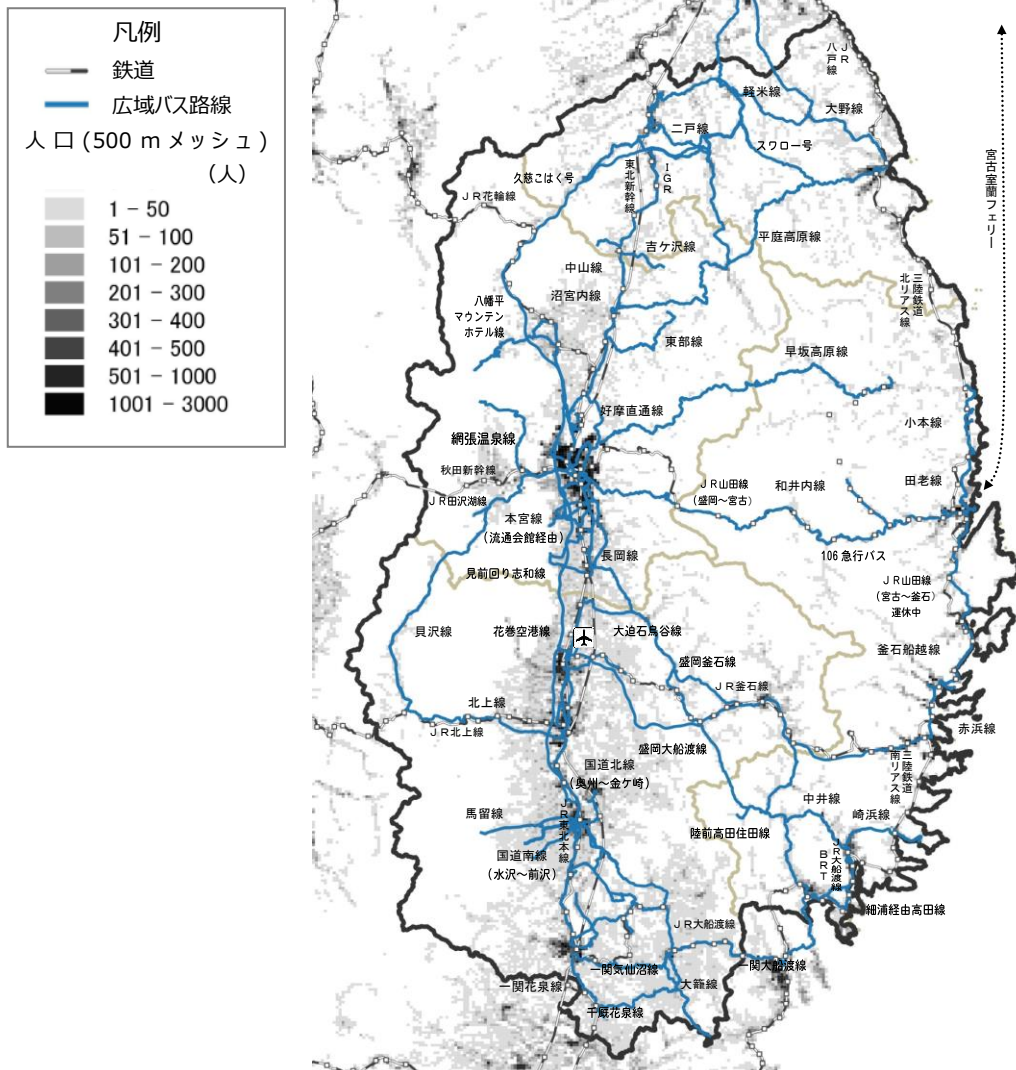 凡例
鉄道
広域バス路線
人口(500 m メッシュ)
(人)
1 − 50
51 − 100
101 − 200
201 − 300
301 − 400
401 − 500
501 − 1000
1001 − 3000
JR八戸線
軽米線
大野線
二戸線
スワロー号
宮古室蘭フェリー
久慈こはく号
東北新幹線
IGR
JR花輪線
平庭高原線
吉ケ沢線
中山線
沼宮内線
三陸鉄道北リアス線
八幡平
マウンテン
ホテル線
東部線
早坂高原線
好摩直通線
小本線
網張温泉線
秋田新幹線
JR田沢湖線
JR山田線
(盛岡〜宮古)
和井内線
田老線
本宮線
(流通会館経由)
長岡線
106 急行バス
見前回り志和線
JR山田線
(宮古〜釜石)
運休中
貝沢線
花巻空港線
大迫石鳥谷線
釜石船越線
盛岡釜石線
JR釜石線
北上線
JR北上線
赤浜線
盛岡大船渡線
三陸鉄道南リアス線
国道北線
(奥州〜金ケ崎)
JR東北本線
中井線
崎浜線
馬留線
陸前高田住田線
国道南線
(水沢〜前沢)
JR大船渡線BRT
細浦経由高田線
JR大船渡線
一関気仙沼線
一関大船渡線
大籠線
一関花泉線
千厩花泉線